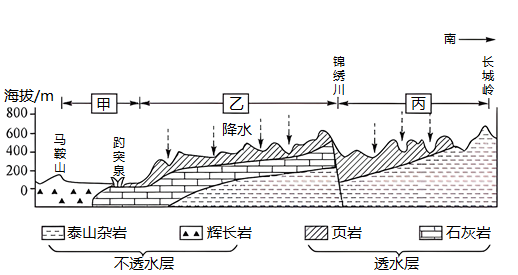 南
锦绣川
长城岭
海拔/m
甲
乙
丙
800
600
400
200
0
马鞍山
趵突泉
降水
泰山杂岩
辉长岩
页岩
石灰岩
不透水层
透水层